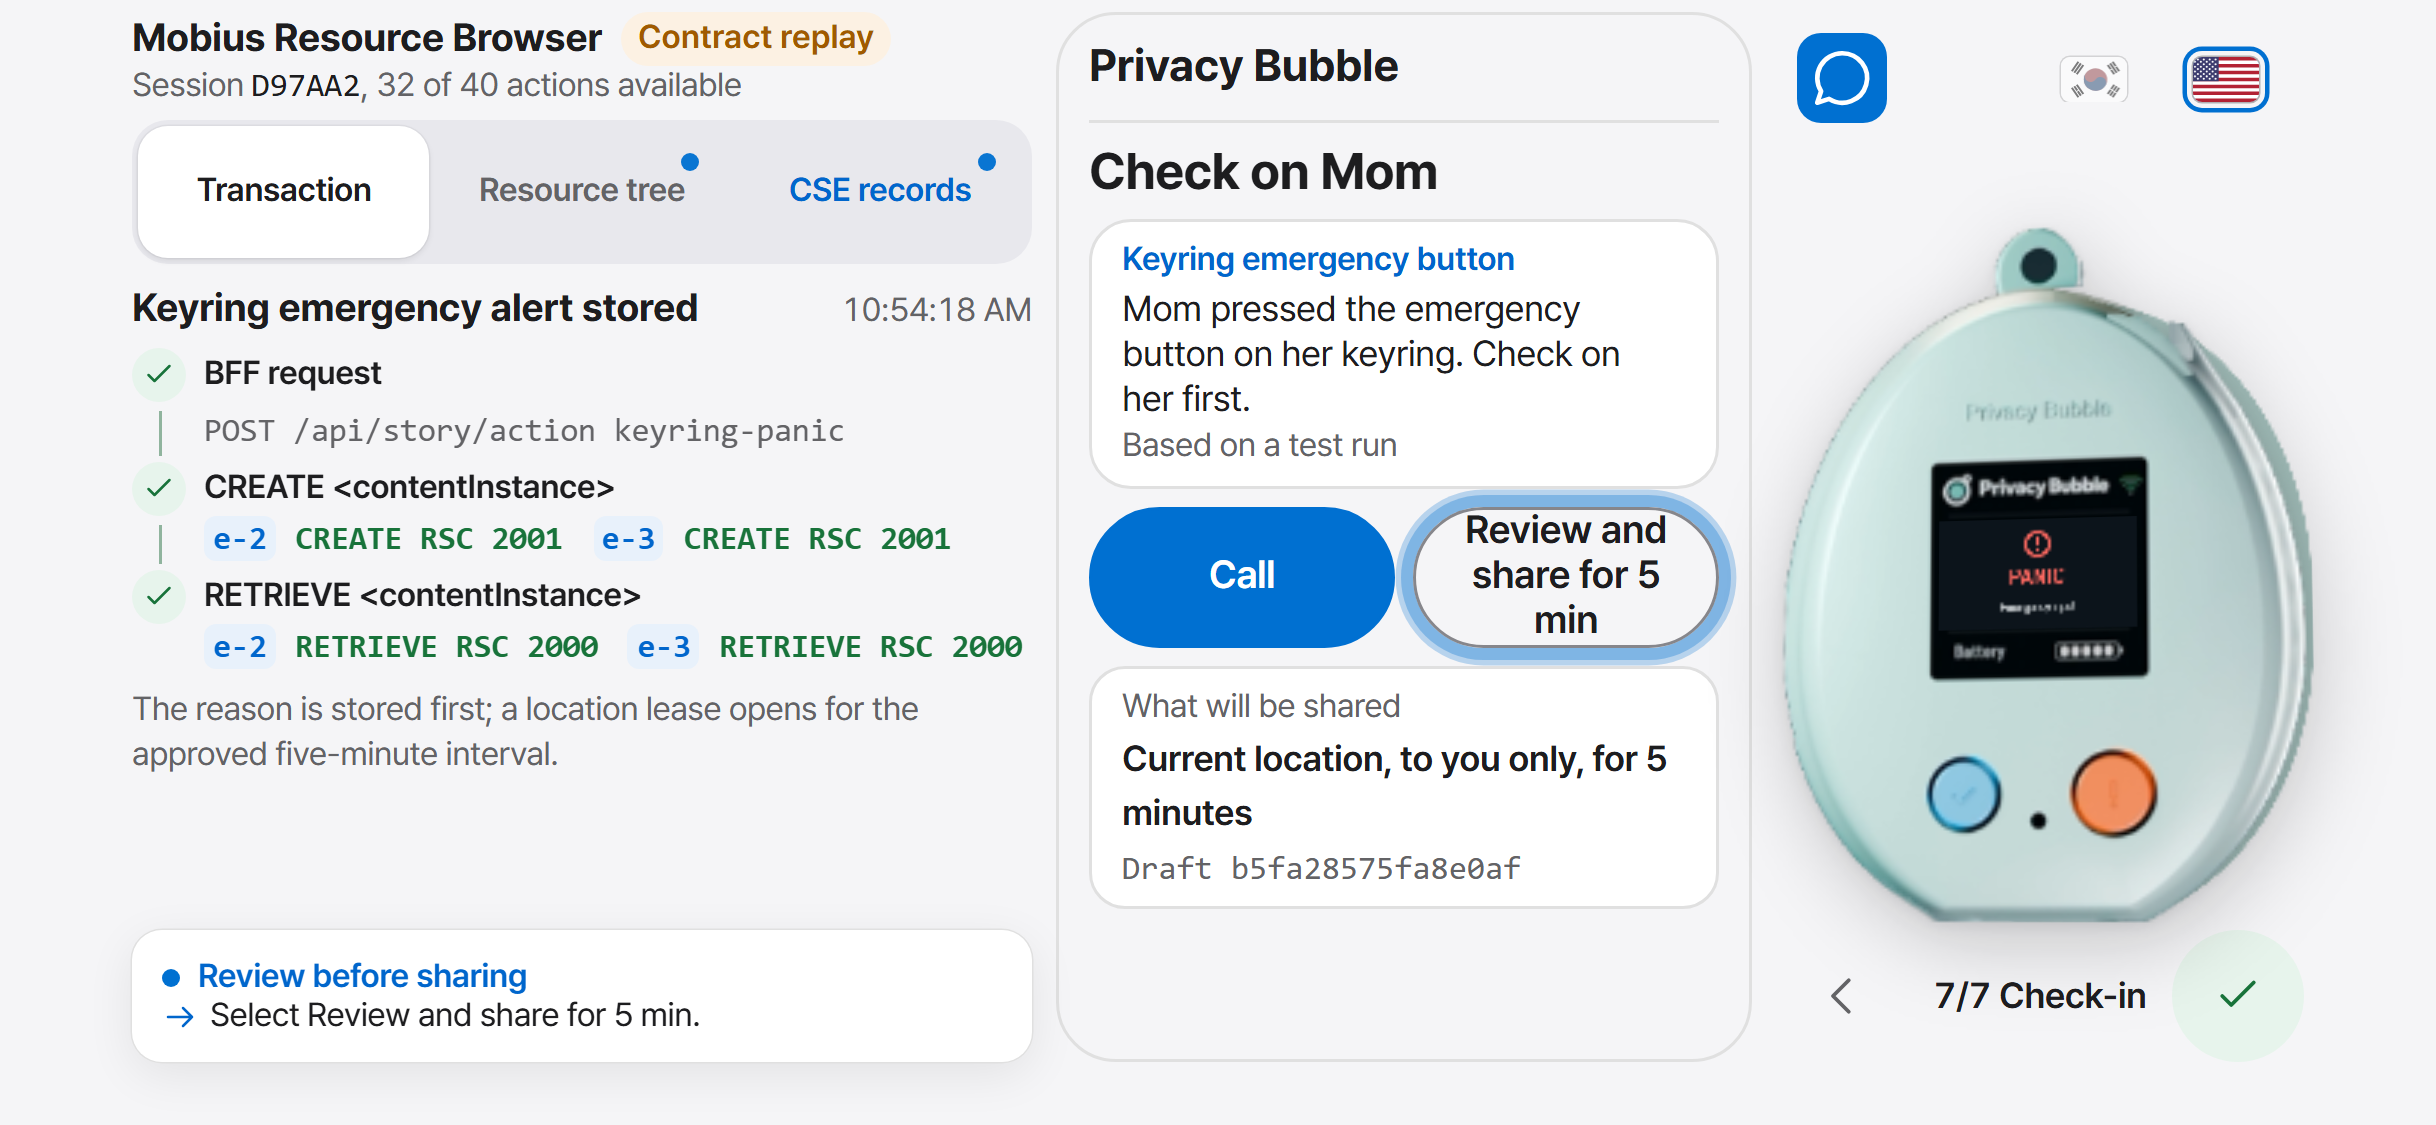 Mobius Resource Browser Contract replay
Session D97AA2, 32 of 40 actions available
Transaction Resource tree CSE records
Keyring emergency alert stored 10:54:18 AM
BFF request
POST /api/story/action keyring-panic
CREATE <contentInstance>
e-2 CREATE RSC 2001 e-3 CREATE RSC 2001
RETRIEVE <contentInstance>
e-2 RETRIEVE RSC 2000 e-3 RETRIEVE RSC 2000
The reason is stored first; a location lease opens for the
approved five-minute interval.
Review before sharing
→ Select Review and share for 5 min.
Privacy Bubble
Check on Mom
Keyring emergency button
Mom pressed the emergency
button on her keyring. Check on
her first.
Based on a test run
Call
Review and
share for 5
min
What will be shared
Current location, to you only, for 5
minutes
Draft b5fa28575fa8e0af
Privacy Bubble
Privacy Bubble
PANIC
Battery
7/7 Check-in